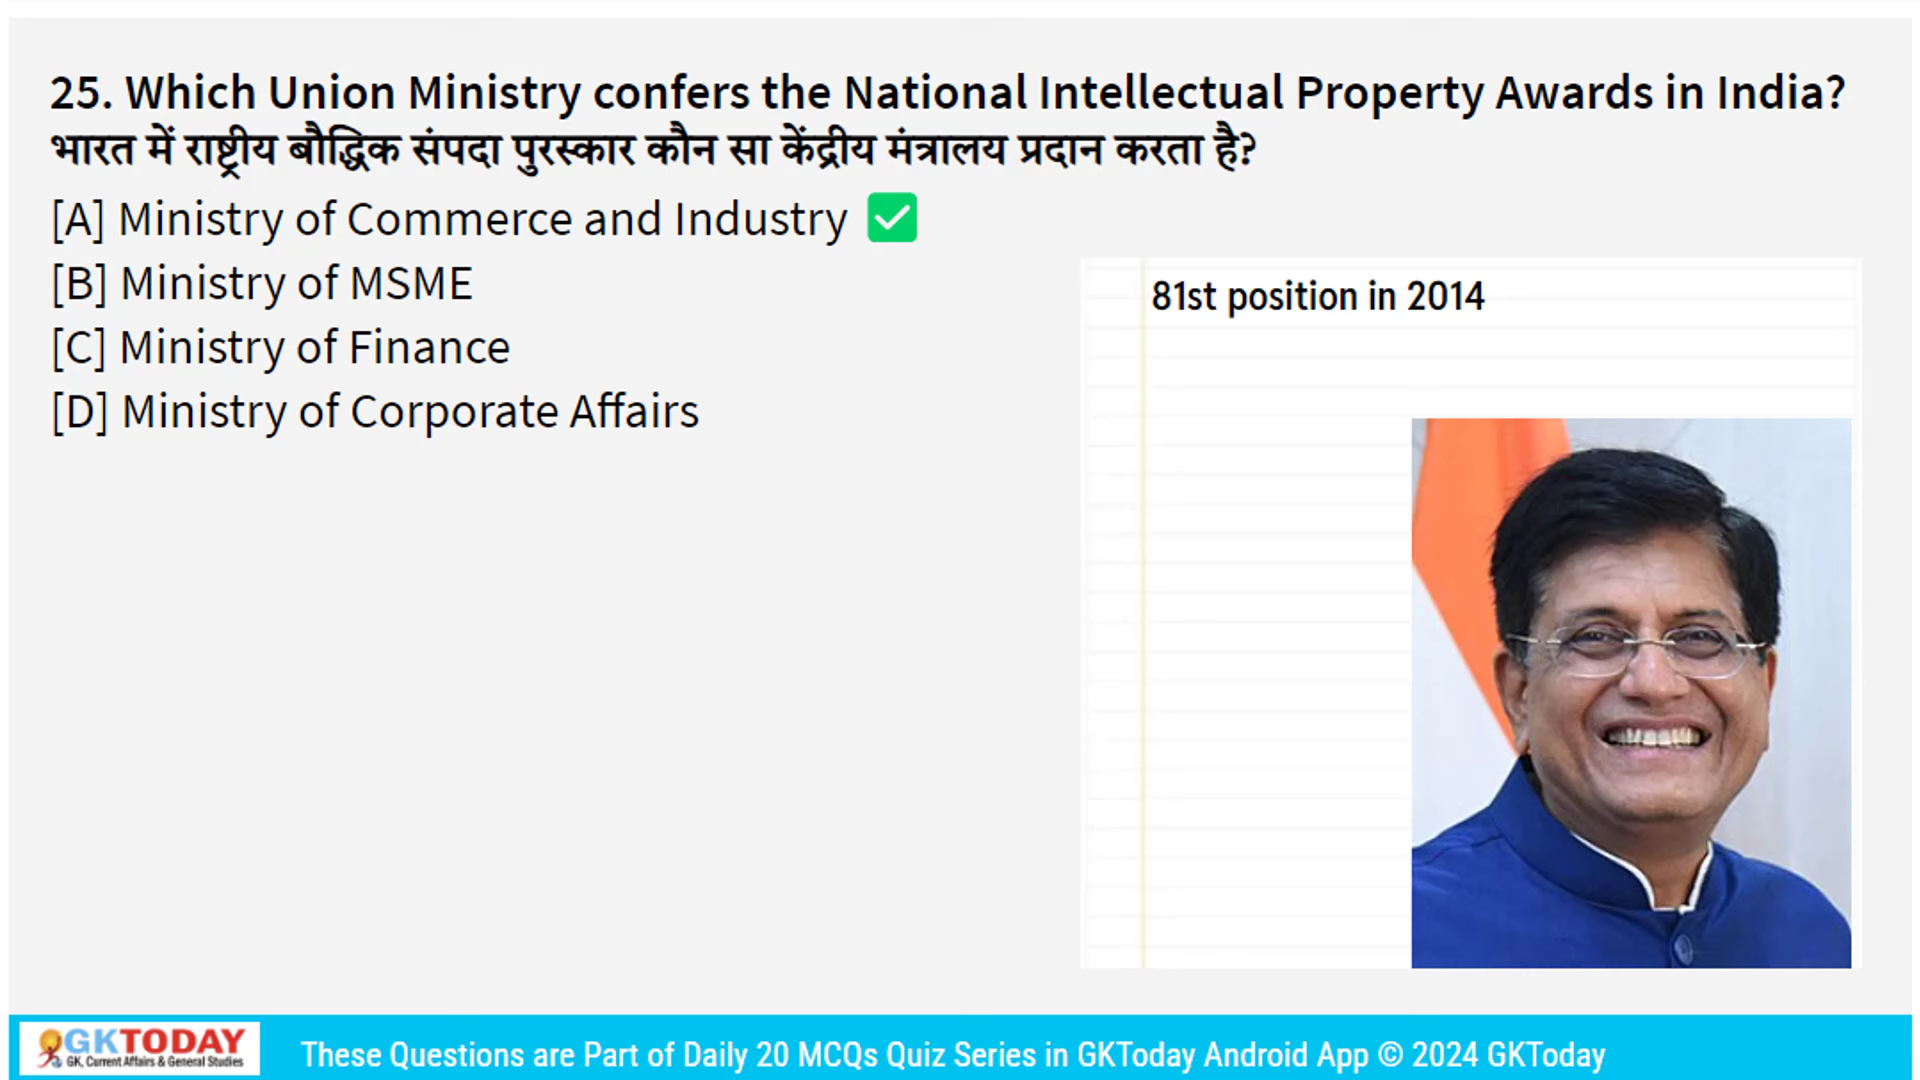 25. Which Union Ministry confers the National Intellectual Property Awards in India?
भारत में राष्ट्रीय बौद्धिक संपदा पुरस्कार कौन सा केंद्रीय मंत्रालय प्रदान करता है?
[A] Ministry of Commerce and Industry ✅
[B] Ministry of MSME
[C] Ministry of Finance
[D] Ministry of Corporate Affairs
81st position in 2014
GKTODAY
GK, Current Affairs & General Studies
These Questions are Part of Daily 20 MCQs Quiz Series in GKToday Android App © 2024 GKToday